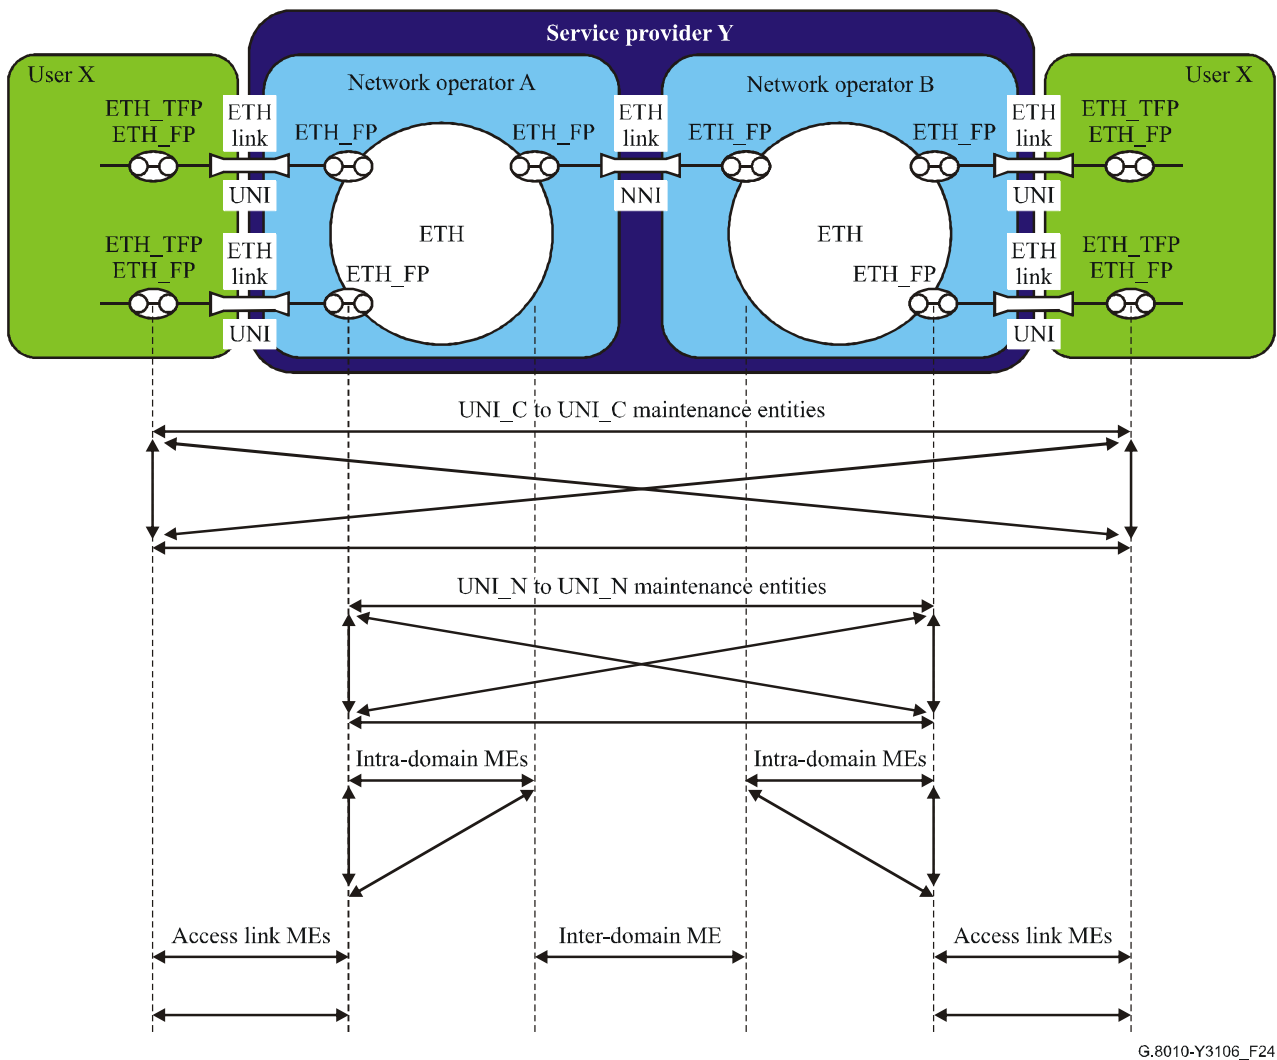 Service provider Y
User X
Network operator A
Network operator B
User X
ETH_TFP
ETH_FP
ETH
link
UNI
ETH_FP
ETH_FP
ETH
link
NNI
ETH_FP
ETH_FP
ETH
link
UNI
ETH_TFP
ETH_FP
ETH
ETH
ETH_TFP
ETH_FP
ETH
link
UNI
ETH_FP
ETH_FP
ETH
link
UNI
ETH_TFP
ETH_FP
UNI_C to UNI_C maintenance entities
UNI_N to UNI_N maintenance entities
Intra-domain MEs
Intra-domain MEs
Access link MEs
Inter-domain ME
Access link MEs
G.8010-Y3106_F24